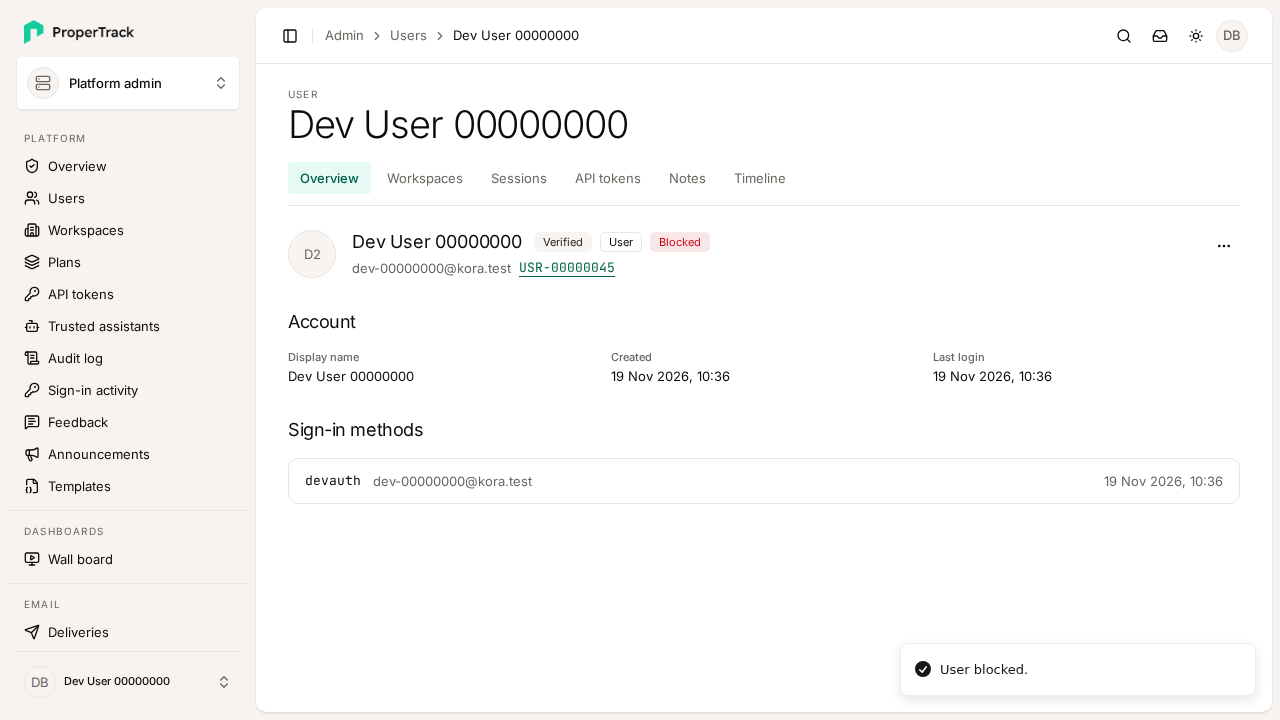 ProperTrack
Platform admin
PLATFORM
Overview
Users
Workspaces
Plans
API tokens
Trusted assistants
Audit log
Sign-in activity
Feedback
Announcements
Templates
DASHBOARDS
Wall board
EMAIL
Deliveries
DB Dev User 00000000
Admin > Users > Dev User 00000000
DB
USER
Dev User 00000000
Overview Workspaces Sessions API tokens Notes Timeline
D2
Dev User 00000000 Verified User Blocked
dev-00000000@kora.test USR-00000045
Account
Display name Created Last login
Dev User 00000000 19 Nov 2026, 10:36 19 Nov 2026, 10:36
Sign-in methods
devauth dev-00000000@kora.test 19 Nov 2026, 10:36
User blocked.